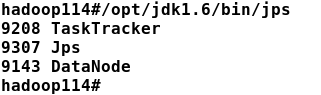 hadoop114#/opt/jdk1.6/bin/jps
9208 TaskTracker
9307 Jps
9143 DataNode
hadoop114#